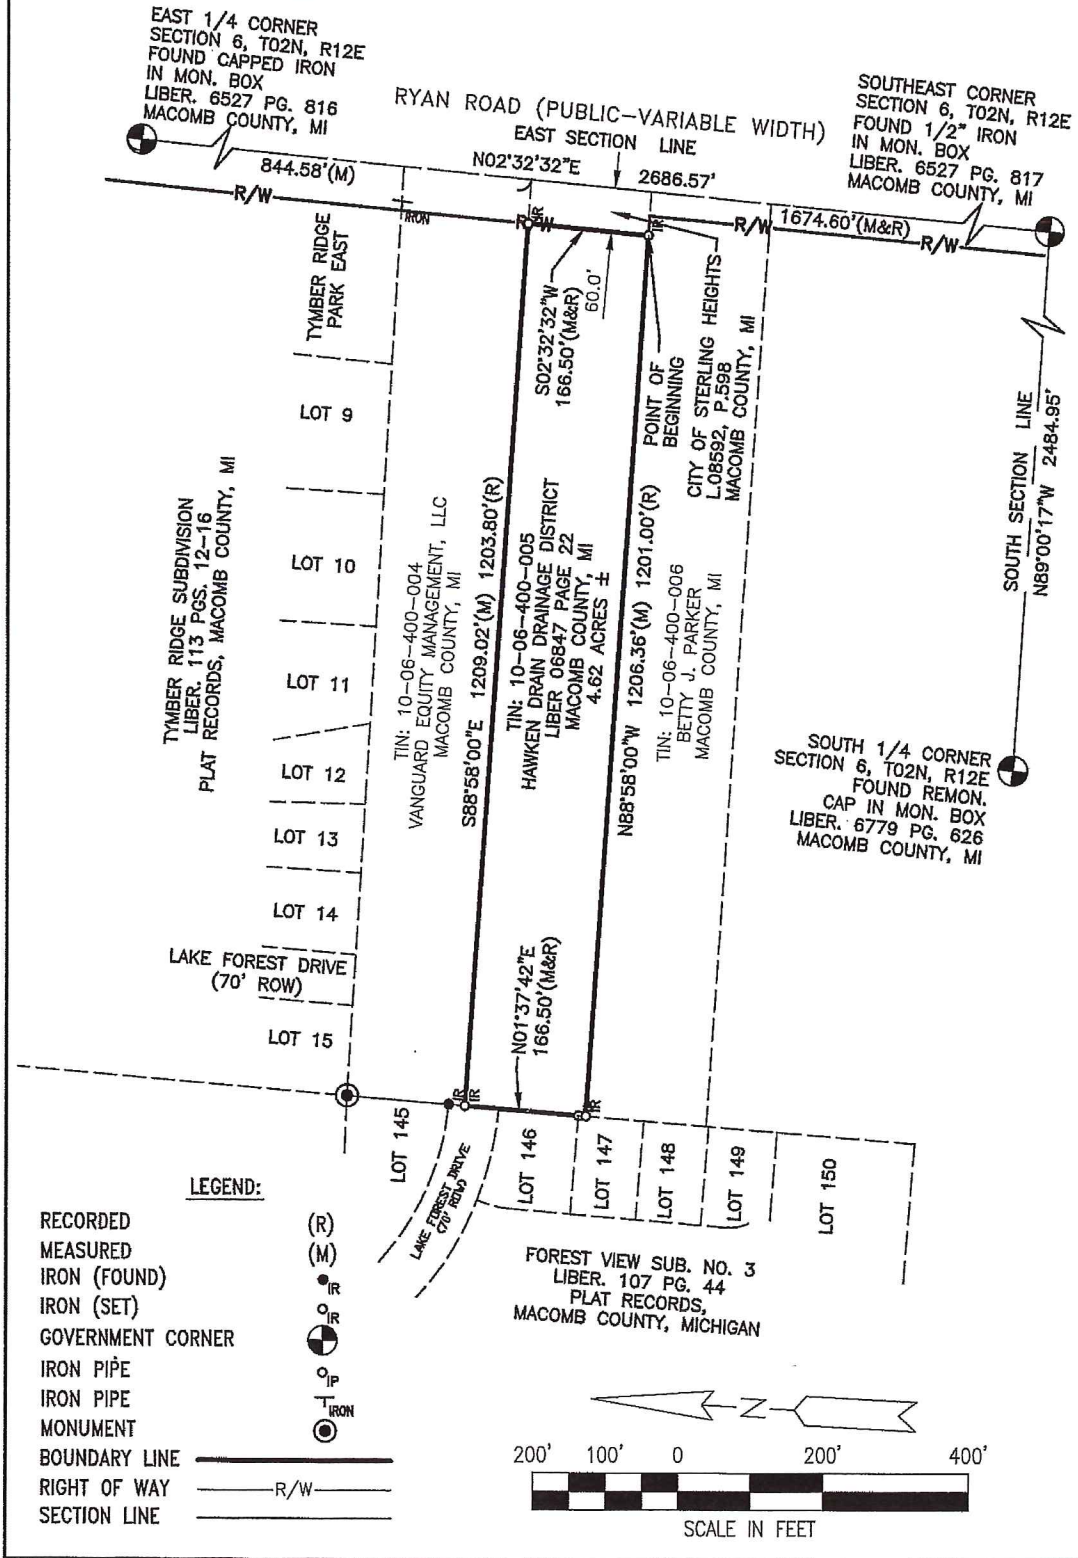 EAST 1/4 CORNER
SECTION 6, T02N, R12E
FOUND CAPPED IRON
IN MON. BOX
LIBER. 6527 PG. 816
MACOMB COUNTY, MI
RYAN ROAD (PUBLIC-VARIABLE WIDTH)
EAST SECTION LINE
SOUTHEAST CORNER
SECTION 6, T02N, R12E
FOUND 1/2" IRON
IN MON. BOX
LIBER. 6527 PG. 817
MACOMB COUNTY, MI
844.58'(M)
N02°32'32"E
2686.57'
1674.60'(M&R)
R/W
IRON
R/W
IR
IR
R/W
R/W
TYMBER RIDGE
PARK EAST
S02°32'32"W
166.50'(M&R)
60.0'
POINT OF
BEGINNING
CITY OF STERLING HEIGHTS
L.08592, P.598
MACOMB COUNTY, MI
SOUTH SECTION LINE
N89°00'17"W 2484.95'
TYMBER RIDGE SUBDIVISION
LIBER. 113 PGS. 12-16
PLAT RECORDS, MACOMB COUNTY, MI
LOT 9
LOT 10
LOT 11
LOT 12
LOT 13
LOT 14
LAKE FOREST DRIVE
(70' ROW)
LOT 15
TIN: 10-06-400-004
VANGUARD EQUITY MANAGEMENT, LLC
MACOMB COUNTY, MI
S88°58'00"E 1209.02'(M) 1203.80'(R)
TIN: 10-06-400-005
HAWKEN DRAIN DRAINAGE DISTRICT
LIBER 06847 PAGE 22
MACOMB COUNTY, MI
4.62 ACRES ±
N88°58'00"W 1206.36'(M) 1201.00'(R)
TIN: 10-06-400-006
BETTY J. PARKER
MACOMB COUNTY, MI
SOUTH 1/4 CORNER
SECTION 6, T02N, R12E
FOUND REMON.
CAP IN MON. BOX
LIBER. 6779 PG. 626
MACOMB COUNTY, MI
N01°37'42"E
166.50'(M&R)
IR
IR
LOT 145
LAKE FOREST DRIVE
(70' ROW)
LOT 146
LOT 147
LOT 148
LOT 149
LOT 150
FOREST VIEW SUB. NO. 3
LIBER. 107 PG. 44
PLAT RECORDS,
MACOMB COUNTY, MICHIGAN
LEGEND:
RECORDED (R)
MEASURED (M)
IRON (FOUND) IR
IRON (SET) IR
GOVERNMENT CORNER
IRON PIPE IP
IRON PIPE IRON
MONUMENT
BOUNDARY LINE
RIGHT OF WAY R/W
SECTION LINE
N
200' 100' 0 200' 400'
SCALE IN FEET